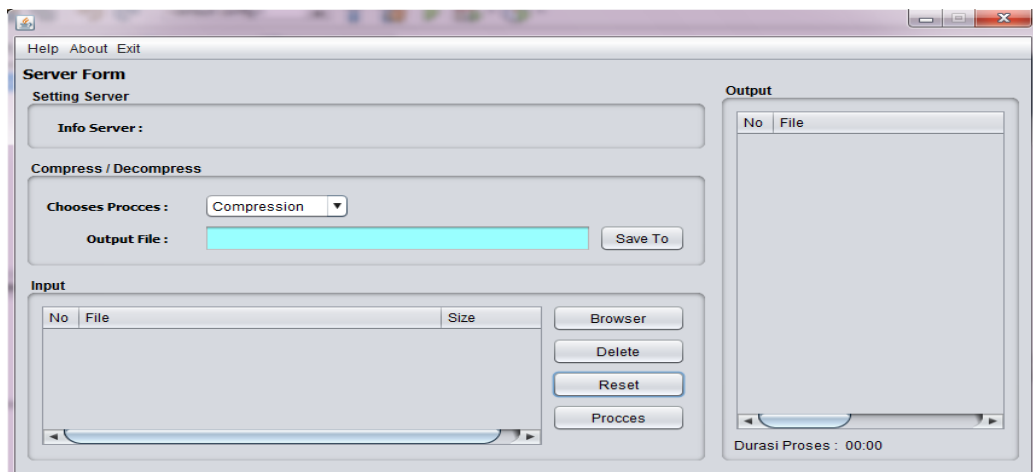 Help About Exit
Server Form
Setting Server
Info Server :
Compress / Decompress
Chooses Procces :
Compression
Output File :
Save To
Input
No File Size
Browser
Delete
Reset
Procces
Output
No File
Durasi Proses : 00:00